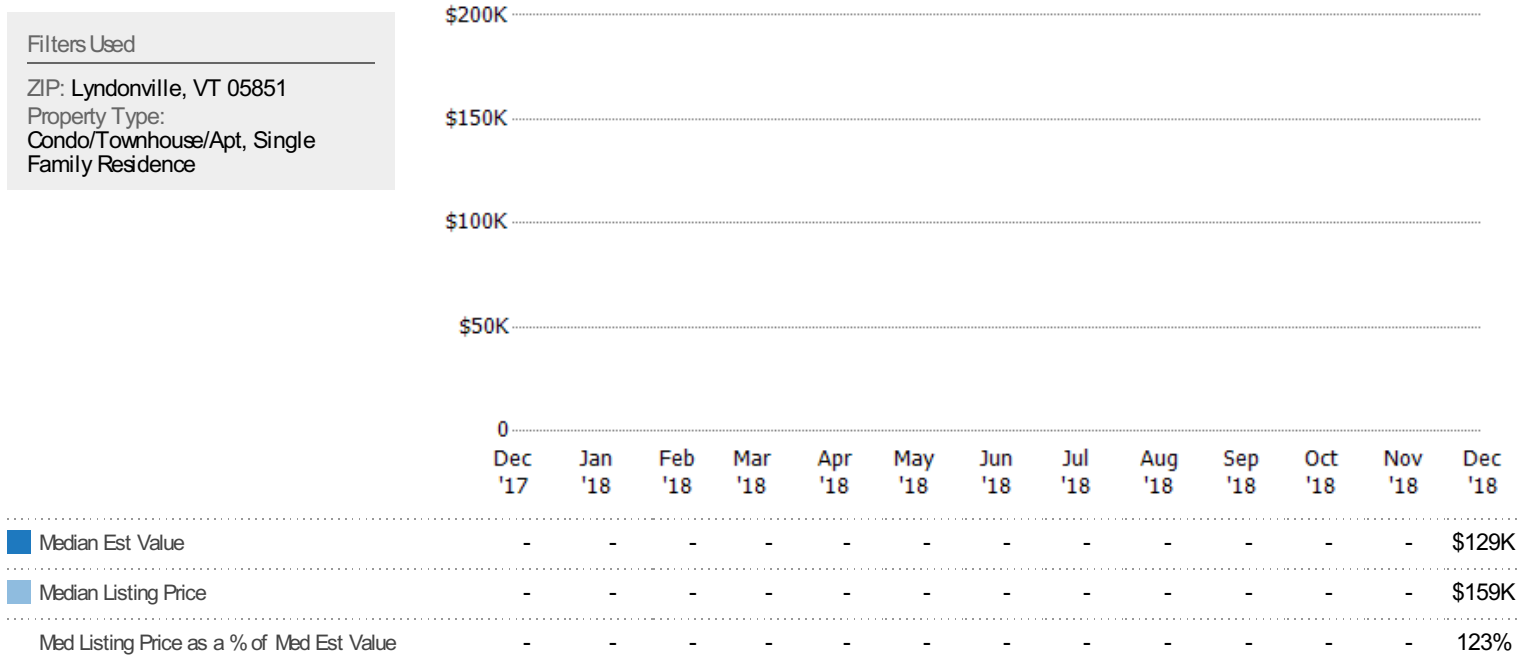 Filters Used
ZIP: Lyndonville, VT 05851
Property Type:
Condo/Townhouse/Apt, Single
Family Residence
$200K
$150K
$100K
$50K
0
Dec Jan Feb Mar Apr May Jun Jul Aug Sep Oct Nov Dec
'17 '18 '18 '18 '18 '18 '18 '18 '18 '18 '18 '18 '18
Median Est Value - - - - - - - - - - - - $129K
Median Listing Price - - - - - - - - - - - - $159K
Med Listing Price as a % of Med Est Value - - - - - - - - - - - - 123%